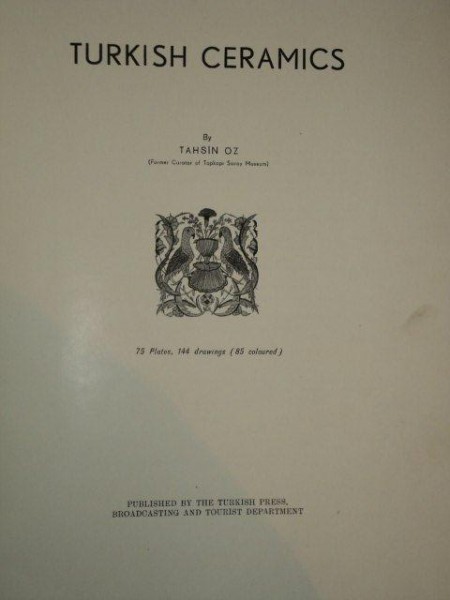 TURKISH CERAMICS
By
TAHSİN OZ
(Former Curator of Topkapı Saray Museum)
75 Plates, 144 drawings (85 coloured)
PUBLISHED BY THE TURKISH PRESS,
BROADCASTING AND TOURIST DEPARTMENT